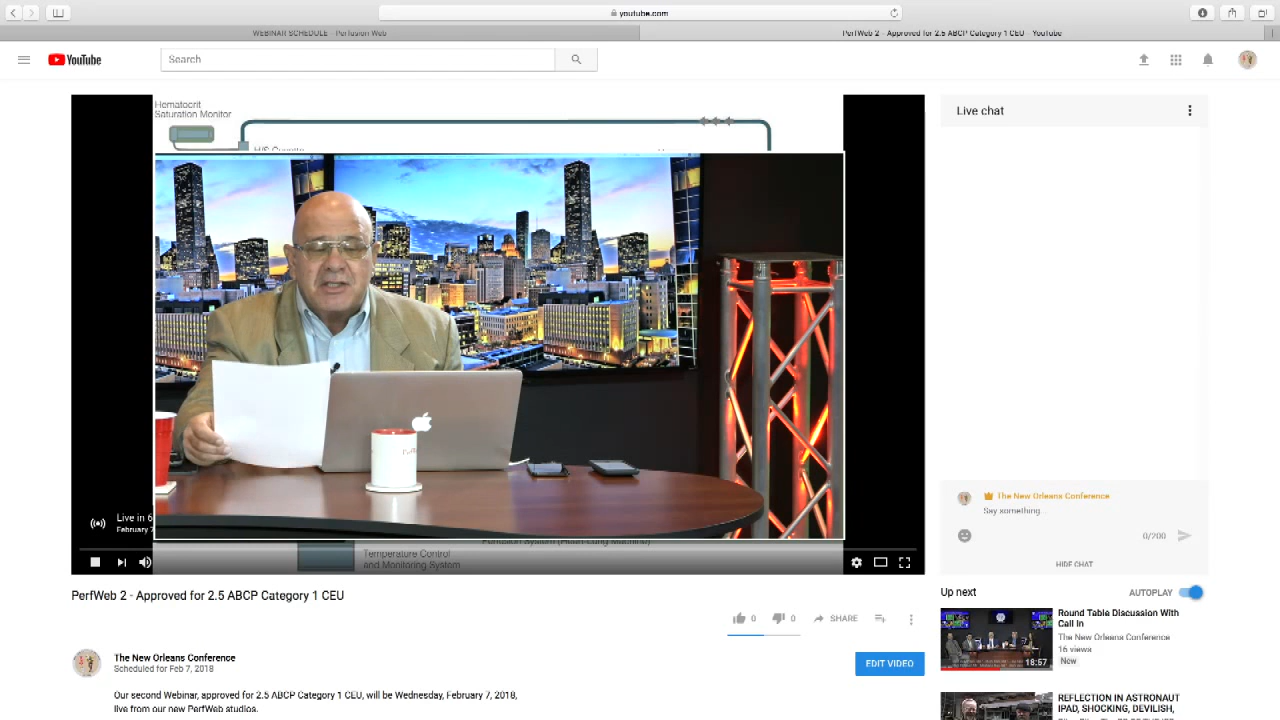 youtube.com
WEBINAR SCHEDULE - Perfusion Web
PerfWeb 2 - Approved for 2.5 ABCP Category 1 CEU - YouTube
YouTube
Search
Hematocrit
Saturation Monitor
Live chat
Live in 6
February 7
Temperature Control
and Monitoring System
The New Orleans Conference
Say something...
0/200
HIDE CHAT
PerfWeb 2 - Approved for 2.5 ABCP Category 1 CEU
0
0
SHARE
The New Orleans Conference
Scheduled for Feb 7, 2018
EDIT VIDEO
Our second Webinar, approved for 2.5 ABCP Category 1 CEU, will be Wednesday, February 7, 2018,
live from our new PerfWeb studios.
Up next
AUTOPLAY
Round Table Discussion With
Call In
The New Orleans Conference
16 views
New
18:57
REFLECTION IN ASTRONAUT
IPAD, SHOCKING, DEVILISH,